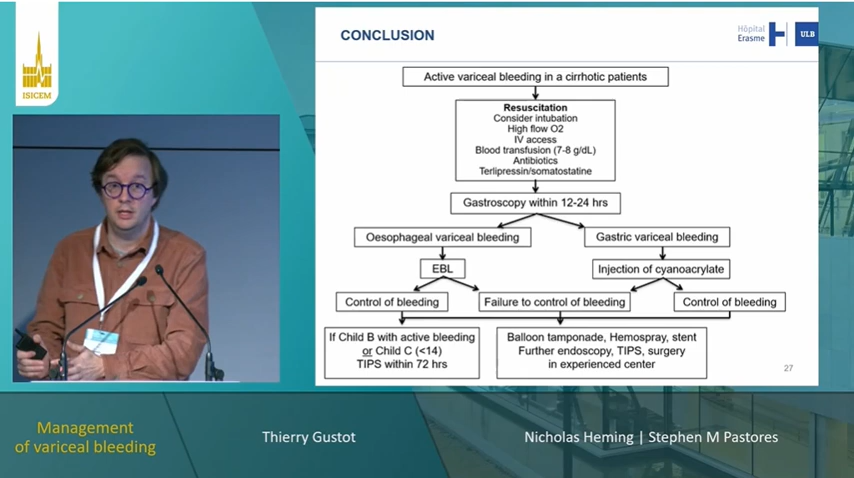 ISICEM
CONCLUSION
Hôpital
Erasme
ULB
Active variceal bleeding in a cirrhotic patients
Resuscitation
Consider intubation
High flow O2
IV access
Blood transfusion (7-8 g/dL)
Antibiotics
Terlipressin/somatostatine
Gastroscopy within 12-24 hrs
Oesophageal variceal bleeding
Gastric variceal bleeding
EBL
Injection of cyanoacrylate
Control of bleeding
Failure to control of bleeding
Control of bleeding
If Child B with active bleeding
or Child C (<14)
TIPS within 72 hrs
Balloon tamponade, Hemospray, stent
Further endoscopy, TIPS, surgery
in experienced center
27
Management
of variceal bleeding
Thierry Gustot
Nicholas Heming | Stephen M Pastores